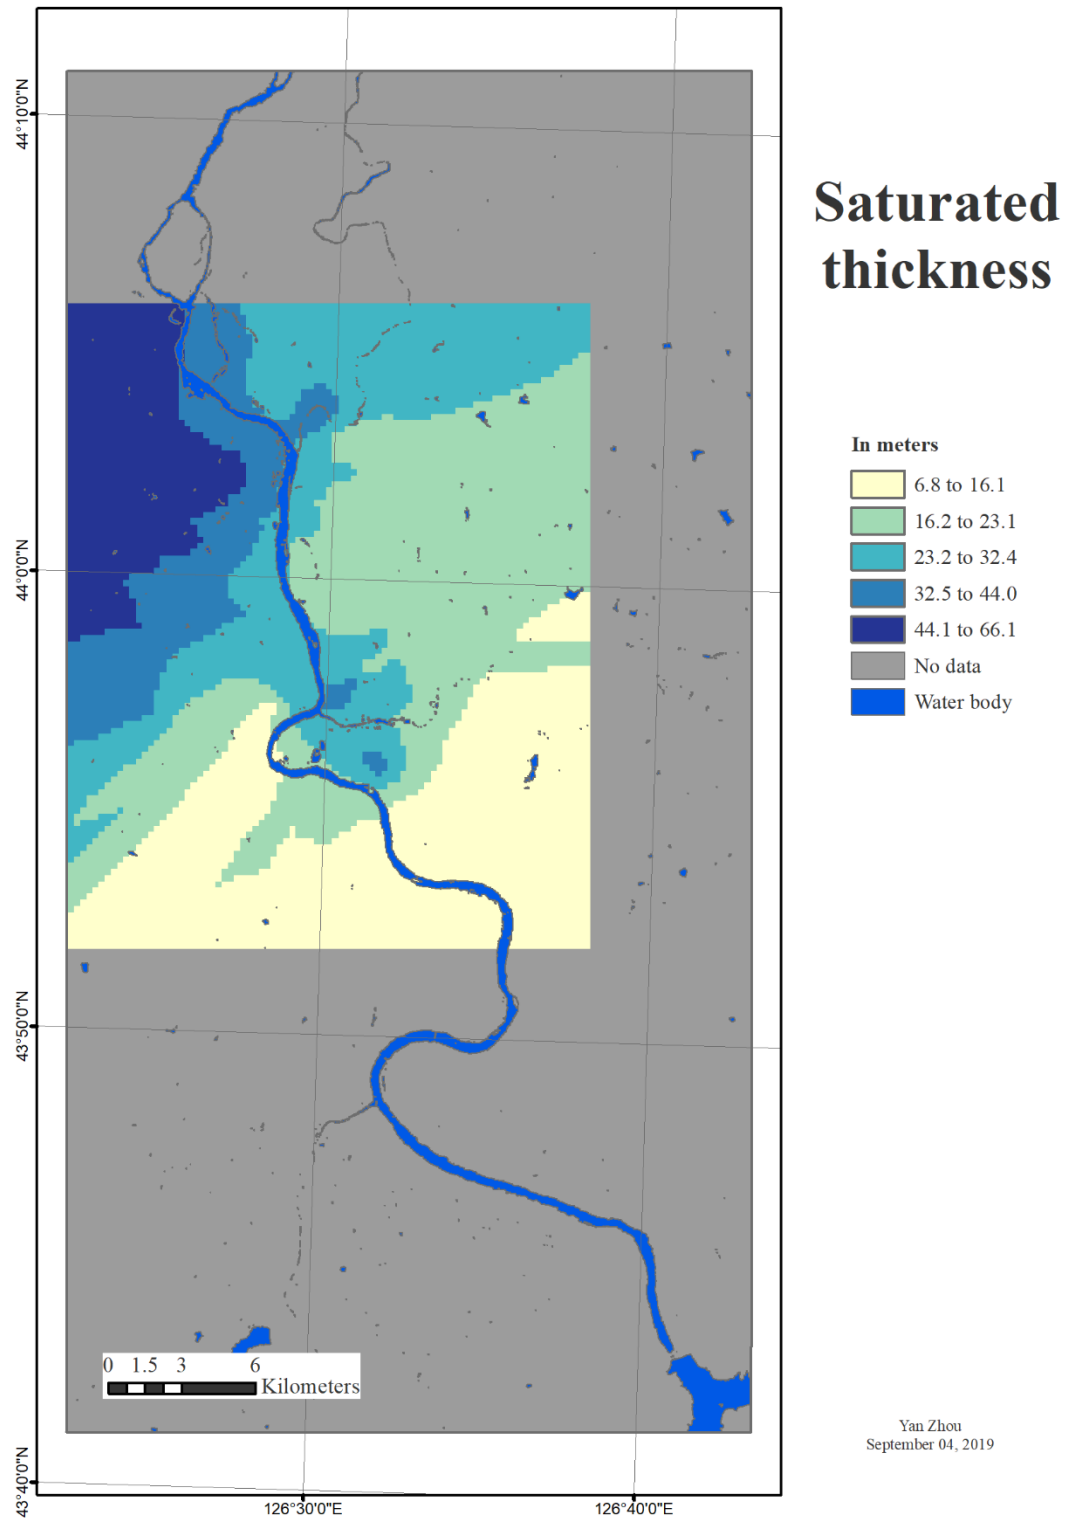 Saturated
thickness
44°10'0"N
44°0'0"N
43°50'0"N
43°40'0"N
In meters
6.8 to 16.1
16.2 to 23.1
23.2 to 32.4
32.5 to 44.0
44.1 to 66.1
No data
Water body
0 1.5 3 6
Kilometers
126°30'0"E
126°40'0"E
Yan Zhou
September 04, 2019